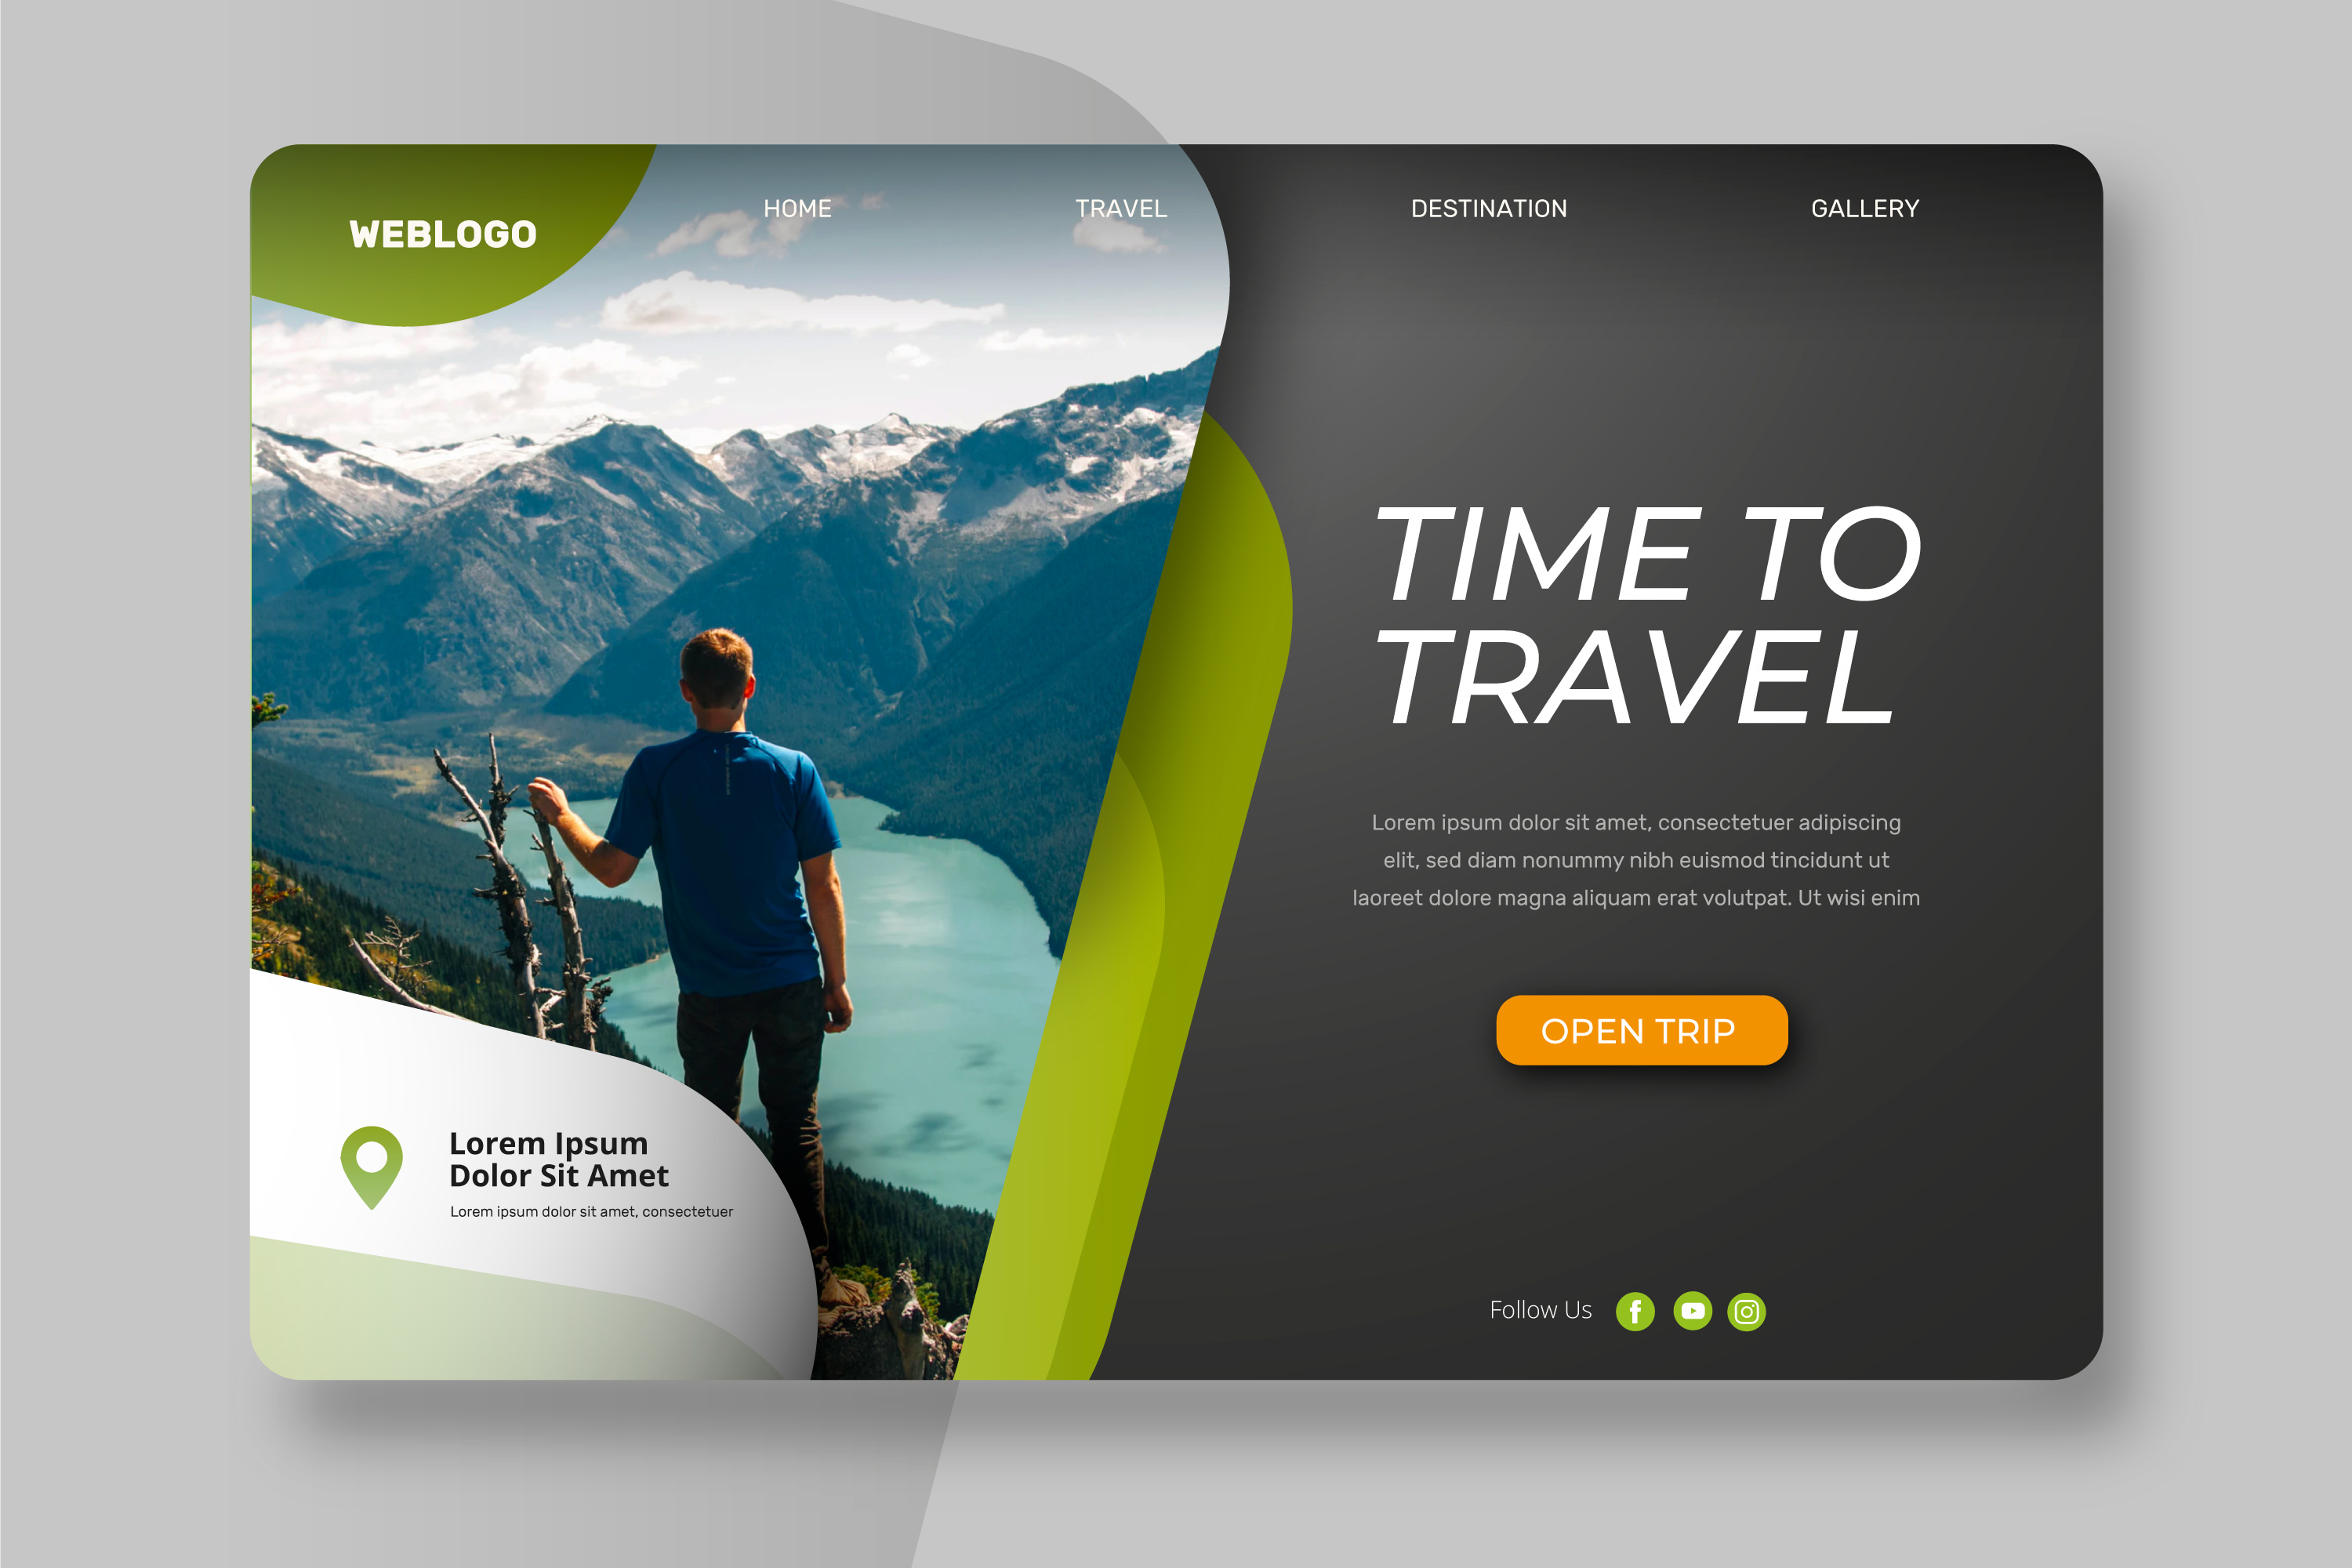 WEBLOGO
HOME
TRAVEL
DESTINATION
GALLERY
TIME TO
TRAVEL
Lorem ipsum dolor sit amet, consectetuer adipiscing
elit, sed diam nonummy nibh euismod tincidunt ut
laoreet dolore magna aliquam erat volutpat. Ut wisi enim
OPEN TRIP
Lorem Ipsum
Dolor Sit Amet
Lorem ipsum dolor sit amet, consectetuer
Follow Us